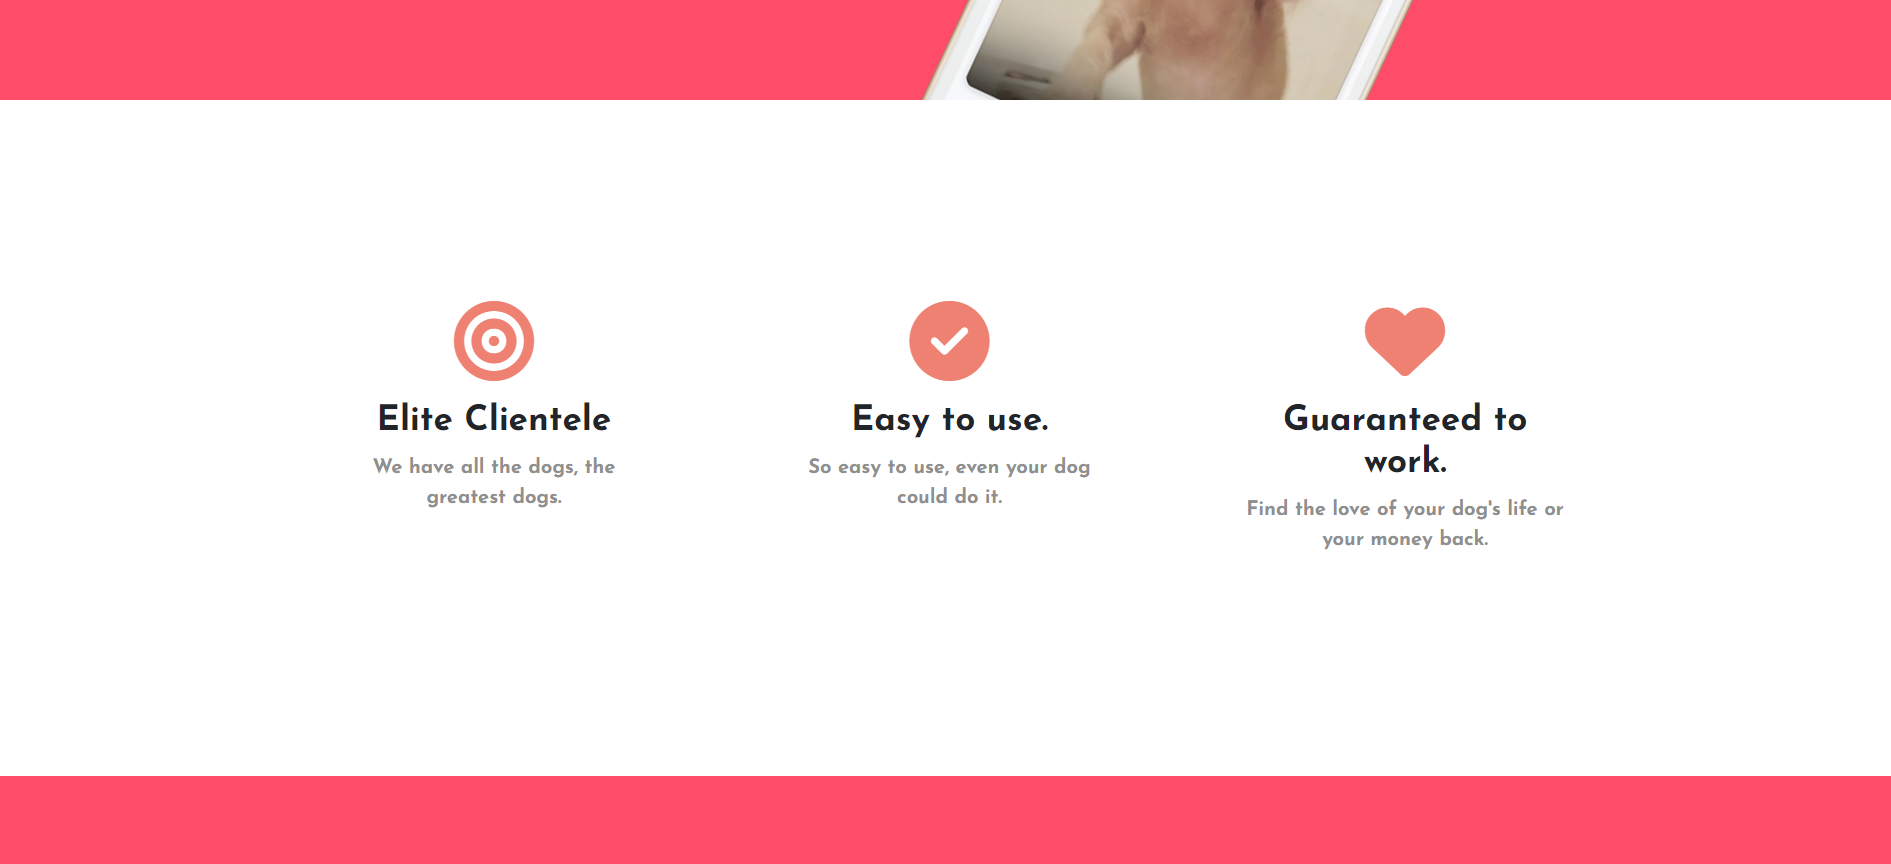 Elite Clientele
We have all the dogs, the
greatest dogs.
Easy to use.
So easy to use, even your dog
could do it.
Guaranteed to
work.
Find the love of your dog's life or
your money back.